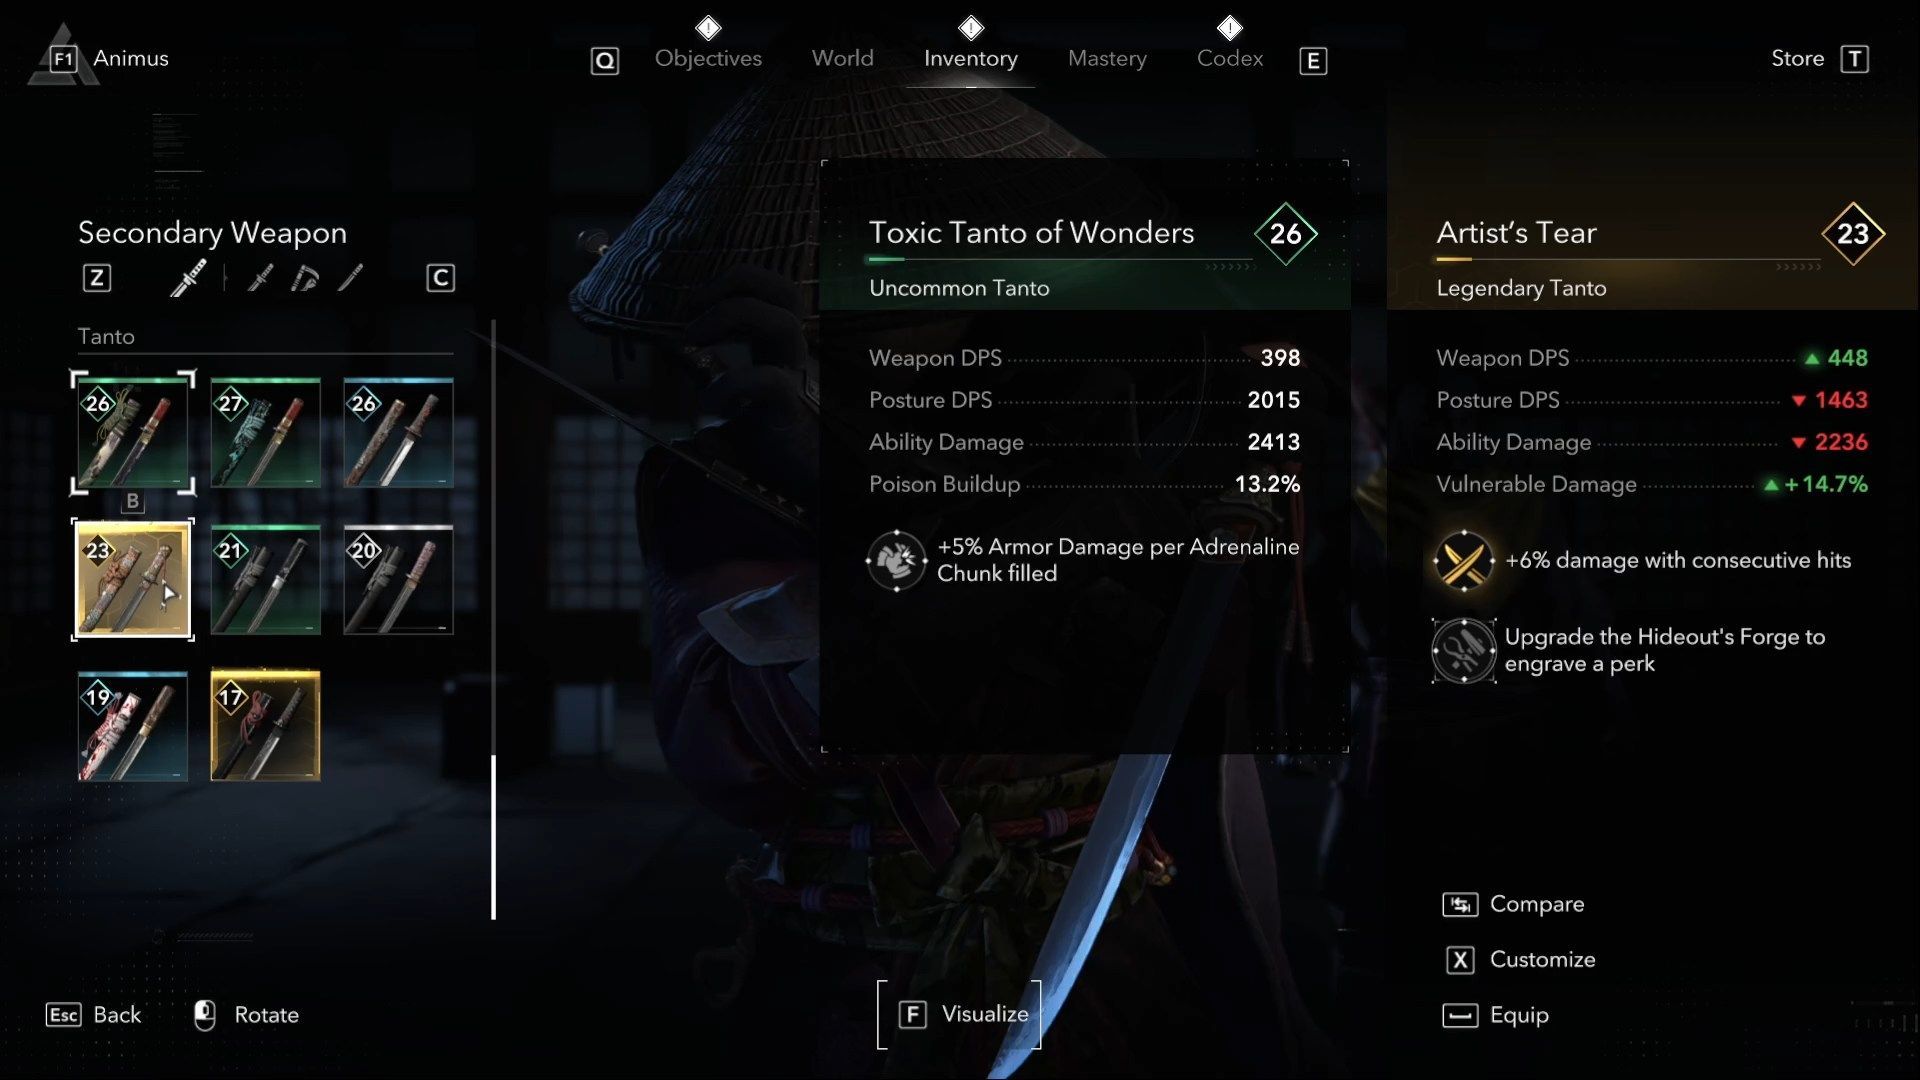 F1 Animus
Q Objectives World Inventory Mastery Codex E
Store T
Secondary Weapon
Z C
Tanto
26 27 26
B
23 21 20
19 17
Toxic Tanto of Wonders 26
Uncommon Tanto
Weapon DPS 398
Posture DPS 2015
Ability Damage 2413
Poison Buildup 13.2%
+5% Armor Damage per Adrenaline
Chunk filled
Artist's Tear 23
Legendary Tanto
Weapon DPS 448
Posture DPS 1463
Ability Damage 2236
Vulnerable Damage +14.7%
+6% damage with consecutive hits
Upgrade the Hideout's Forge to
engrave a perk
Compare
X Customize
Equip
Esc Back Rotate
F Visualize